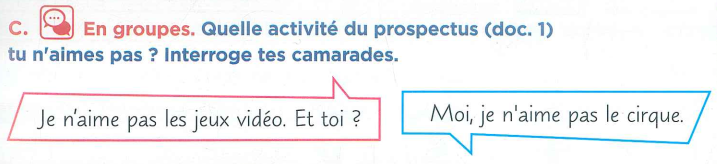 C. En groupes. Quelle activité du prospectus (doc. 1)
tu n'aimes pas ? Interroge tes camarades.
Je n'aime pas les jeux vidéo. Et toi ?
Moi, je n'aime pas le cirque.